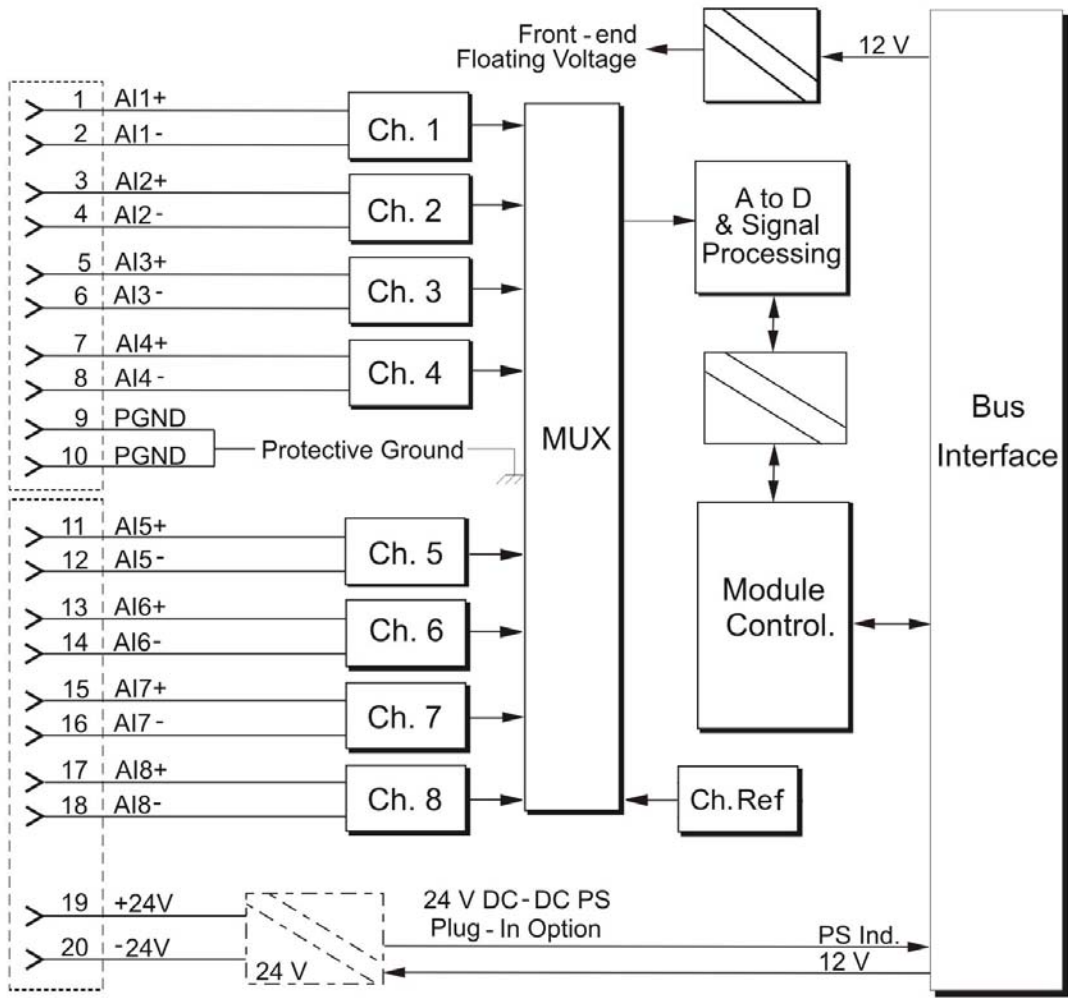 Front - end
Floating Voltage
12 V
1 AI1+
2 AI1-
Ch. 1
3 AI2+
4 AI2-
Ch. 2
5 AI3+
6 AI3-
Ch. 3
7 AI4+
8 AI4-
Ch. 4
9 PGND
10 PGND
Protective Ground
MUX
A to D
& Signal
Processing
Bus
Interface
11 AI5+
12 AI5-
Ch. 5
13 AI6+
14 AI6-
Ch. 6
15 AI7+
16 AI7-
Ch. 7
17 AI8+
18 AI8-
Ch. 8
Module
Control.
Ch.Ref
19 +24V
20 -24V
24 V
24 V DC-DC PS
Plug - In Option
PS Ind.
12 V